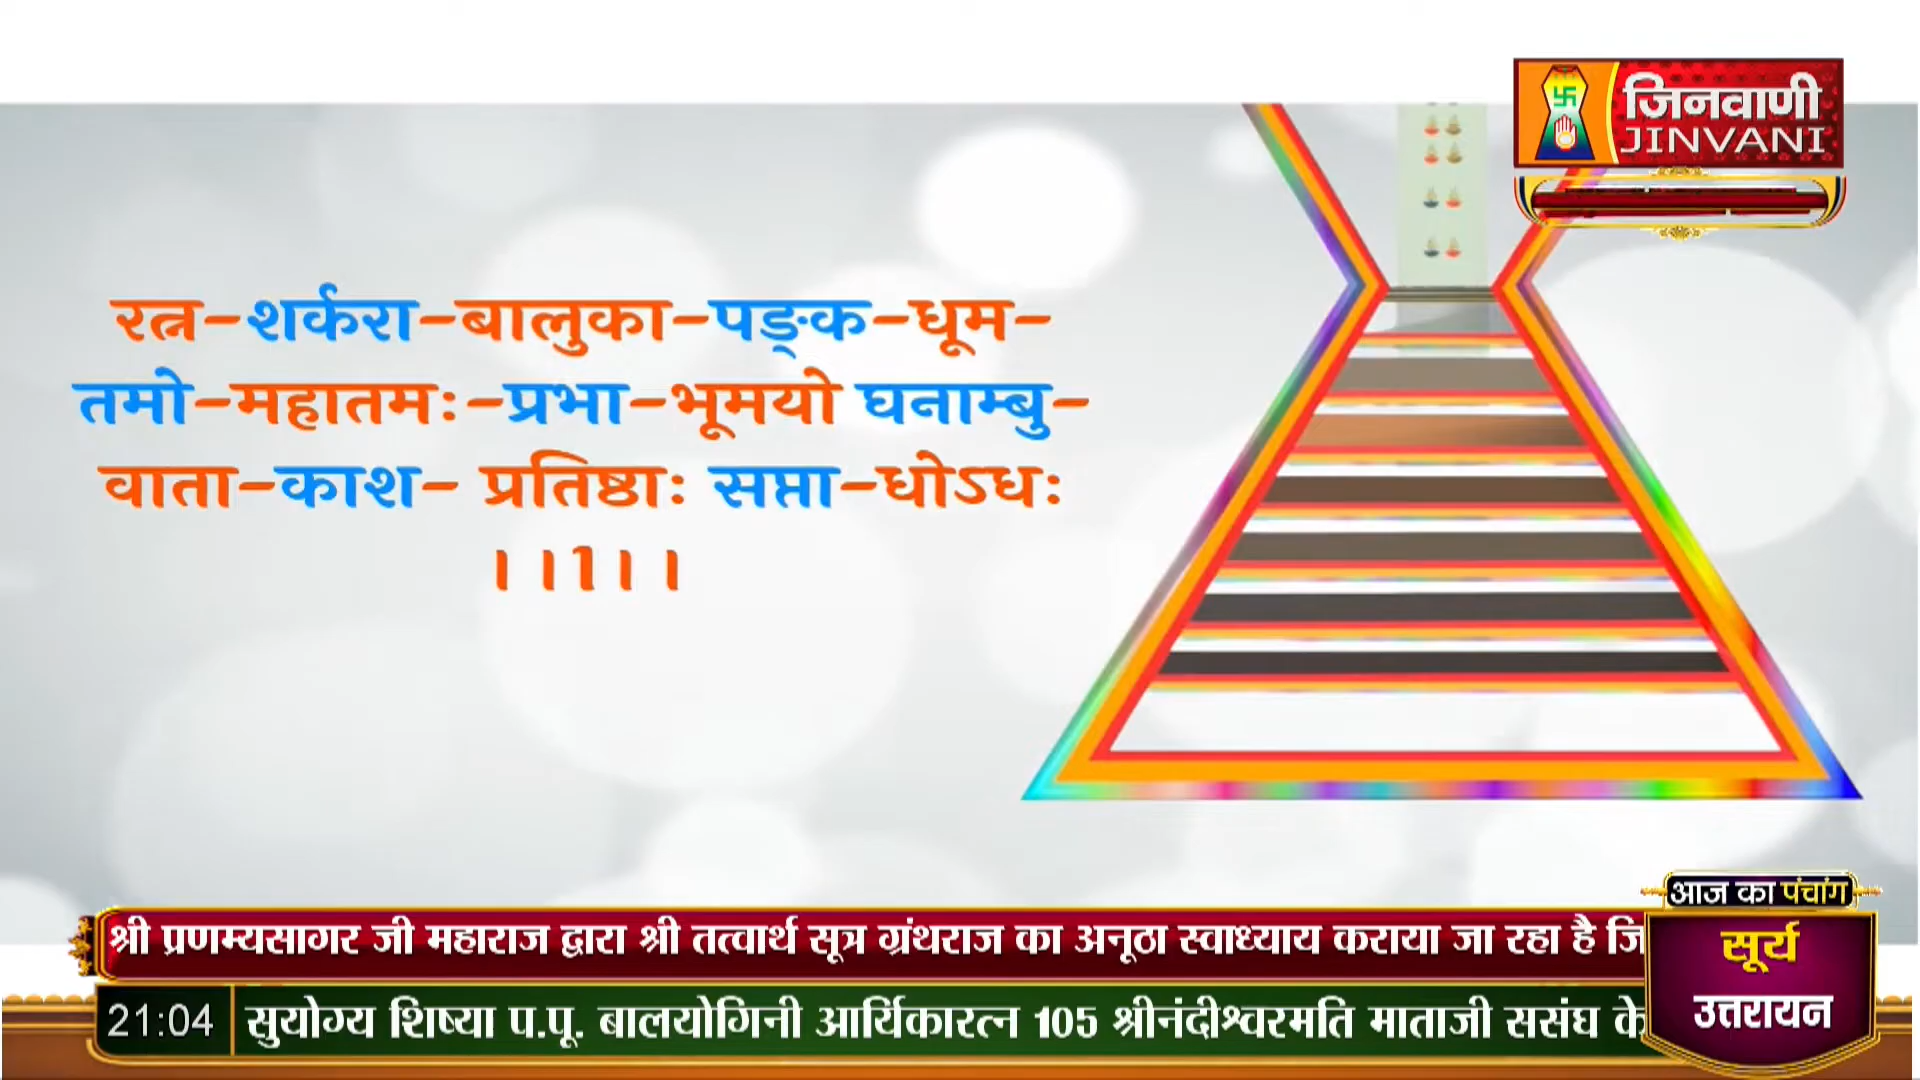 जिनवाणी
JINVANI
रत्न-शर्करा-बालुका-पङ्क-धूम-
तमो-महातमः-प्रभा-भूमयो घनाम्बु-
वाता-काश- प्रतिष्ठाः सप्ता-धोऽधः
।।1।।
आज का पंचांग
सूर्य
उत्तरायन
श्री प्रणम्यसागर जी महाराज द्वारा श्री तत्वार्थ सूत्र ग्रंथराज का अनूठा स्वाध्याय कराया जा रहा है जि
21:04 सुयोग्य शिष्या प.पू. बालयोगिनी आर्यिकारत्न 105 श्रीनंदीश्वरमति माताजी ससंघ के